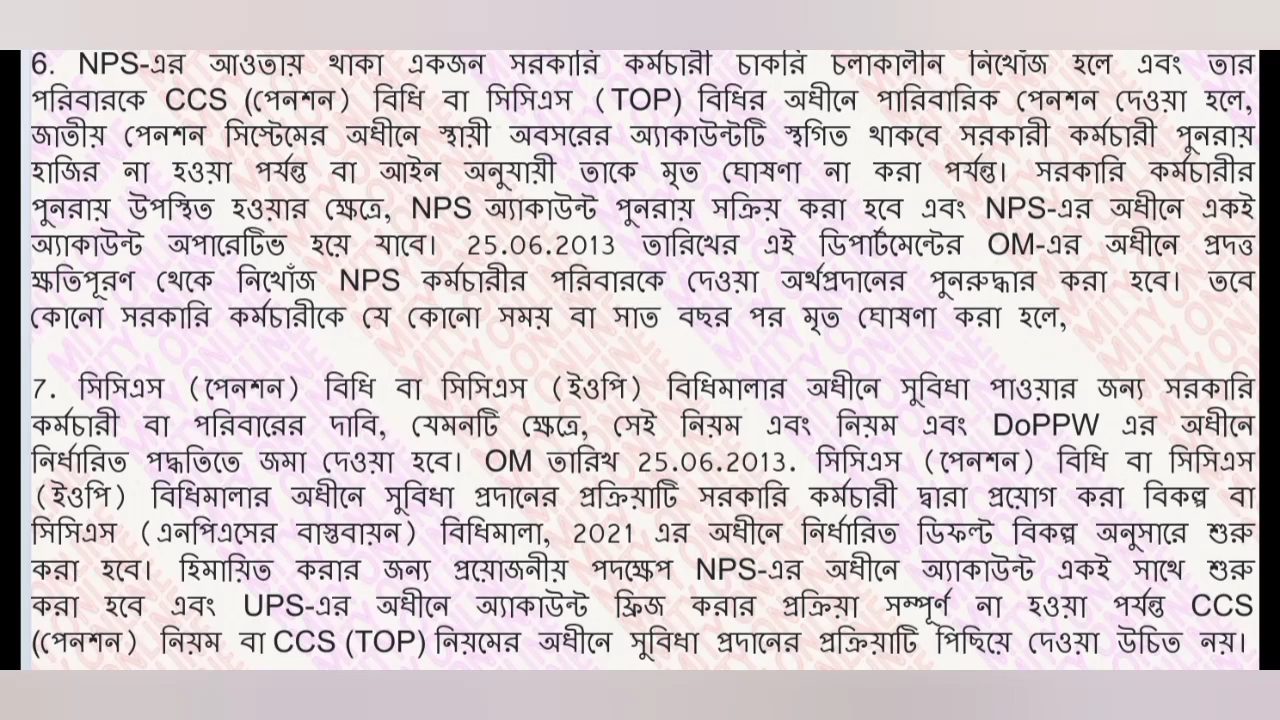 6. NPS-এর আওতায় থাকা একজন সরকারি কর্মচারী চাকরি চলাকালীন নিখোঁজ হলে এবং তার
পরিবারকে CCS (পেনশন) বিধি বা সিসিএস (TOP) বিধির অধীনে পারিবারিক পেনশন দেওয়া হলে,
জাতীয় পেনশন সিস্টেমের অধীনে স্থায়ী অবসরের অ্যাকাউন্টটি স্থগিত থাকবে সরকারী কর্মচারী পুনরায়
হাজির না হওয়া পর্যন্ত বা আইন অনুযায়ী তাকে মৃত ঘোষণা না করা পর্যন্ত। সরকারি কর্মচারীর
পুনরায় উপস্থিত হওয়ার ক্ষেত্রে, NPS অ্যাকাউন্ট পুনরায় সক্রিয় করা হবে এবং NPS-এর অধীনে একই
অ্যাকাউন্ট অপারেটিভ হয়ে যাবে। 25.06.2013 তারিখের এই ডিপার্টমেন্টের OM-এর অধীনে প্রদত্ত
ক্ষতিপূরণ থেকে নিখোঁজ NPS কর্মচারীর পরিবারকে দেওয়া অর্থপ্রদানের পুনরুদ্ধার করা হবে। তবে
কোনো সরকারি কর্মচারীকে যে কোনো সময় বা সাত বছর পর মৃত ঘোষণা করা হলে,
7. সিসিএস (পেনশন) বিধি বা সিসিএস (ইওপি) বিধিমালার অধীনে সুবিধা পাওয়ার জন্য সরকারি
কর্মচারী বা পরিবারের দাবি, যেমনটি ক্ষেত্রে, সেই নিয়ম এবং নিয়ম এবং DoPPW এর অধীনে
নির্ধারিত পদ্ধতিতে জমা দেওয়া হবে। OM তারিখ 25.06.2013. সিসিএস (পেনশন) বিধি বা সিসিএস
(ইওপি) বিধিমালার অধীনে সুবিধা প্রদানের প্রক্রিয়াটি সরকারি কর্মচারী দ্বারা প্রয়োগ করা বিকল্প বা
সিসিএস (এনপিএসের বাস্তবায়ন) বিধিমালা, 2021 এর অধীনে নির্ধারিত ডিফল্ট বিকল্প অনুসারে শুরু
করা হবে। হিমায়িত করার জন্য প্রয়োজনীয় পদক্ষেপ NPS-এর অধীনে অ্যাকাউন্ট একই সাথে শুরু
করা হবে এবং UPS-এর অধীনে অ্যাকাউন্ট ফ্রিজ করার প্রক্রিয়া সম্পূর্ণ না হওয়া পর্যন্ত CCS
(পেনশন) নিয়ম বা CCS (TOP) নিয়মের অধীনে সুবিধা প্রদানের প্রক্রিয়াটি পিছিয়ে দেওয়া উচিত নয়।